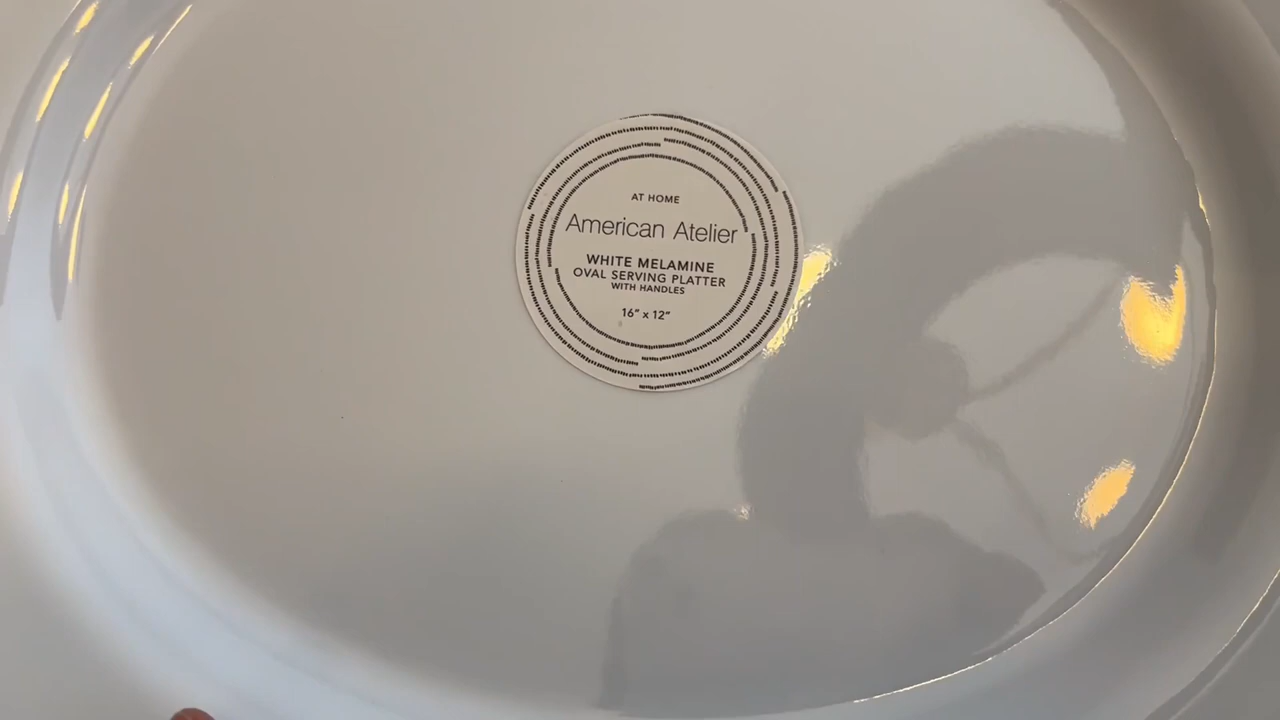 AT HOME
American Atelier
WHITE MELAMINE
OVAL SERVING PLATTER
WITH HANDLES
16" x 12"